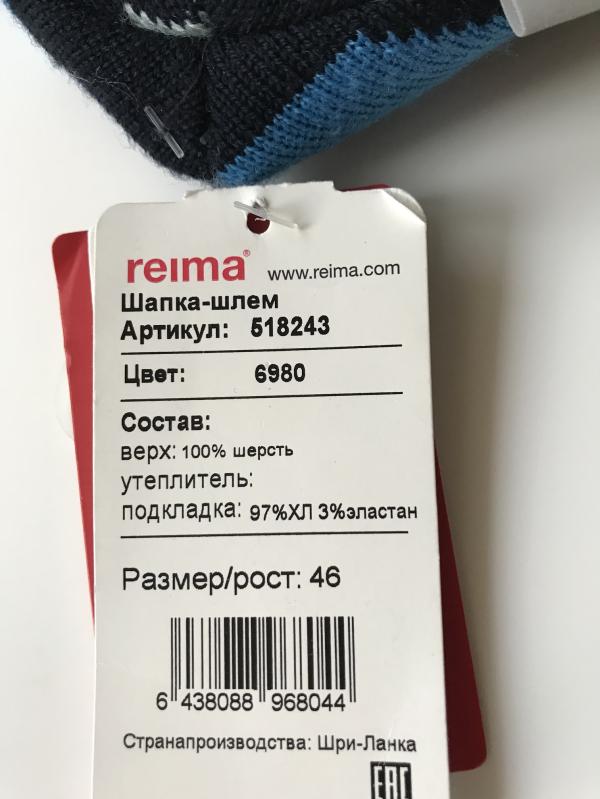 reima® www.reima.com
Шапка-шлем
Артикул: 518243
Цвет: 6980
Состав:
верх: 100% шерсть
утеплитель:
подкладка: 97%ХЛ 3%эластан
Размер/рост: 46
6 438088 968044
Странапроизводства: Шри-Ланка
EAC